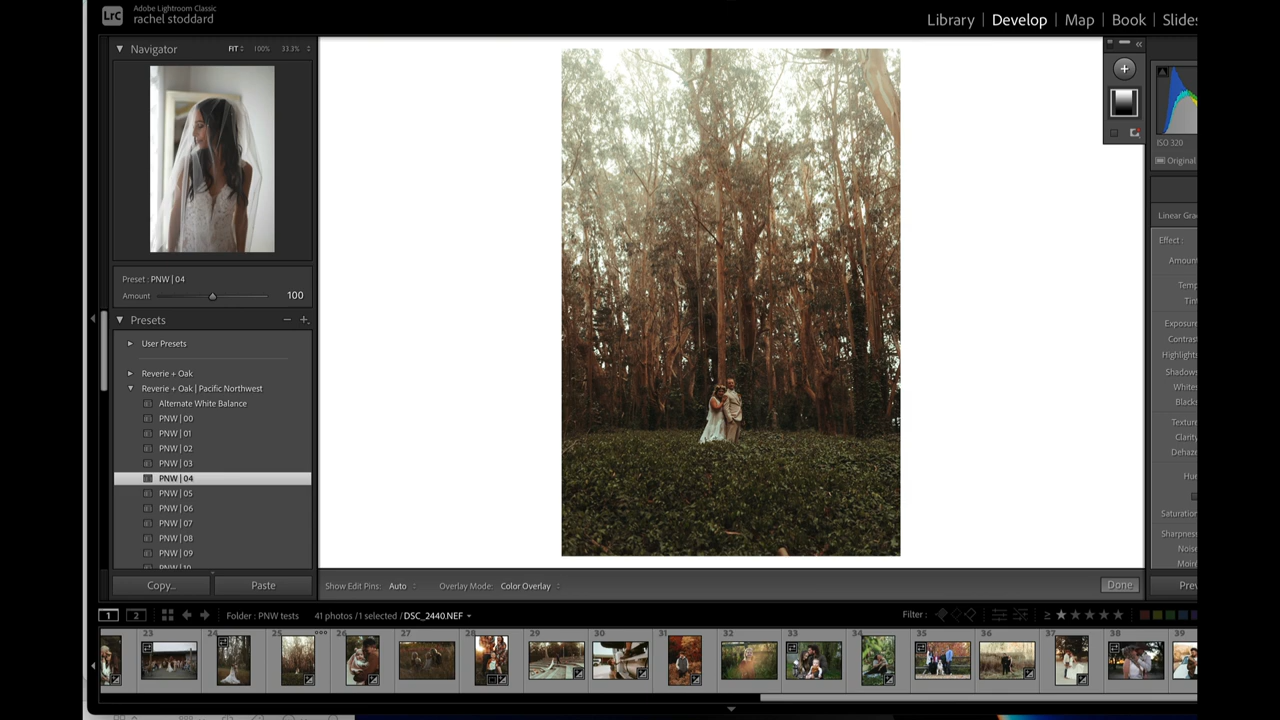 LrC
Adobe Lightroom Classic
rachel stoddard
Library | Develop | Map | Book | Slides
Navigator
FIT 100% 33.3%
Preset : PNW | 04
Amount 100
Presets
User Presets
Reverie + Oak
Reverie + Oak | Pacific Northwest
Alternate White Balance
PNW | 00
PNW | 01
PNW | 02
PNW | 03
PNW | 04
PNW | 05
PNW | 06
PNW | 07
PNW | 08
PNW | 09
PNW | 10
Copy... Paste
Show Edit Pins: Auto Overlay Mode: Color Overlay Done
ISO 320
Original
Linear Gra
Effect :
Amount
Temp
Tint
Exposure
Contras
Highlights
Shadows
Whites
Blacks
Texture
Clarity
Dehaze
Hue
Saturation
Sharpness
Noise
Moir
Prev
1 2 Folder : PNW tests 41 photos / 1 selected / DSC_2440.NEF Filter :
23 24 25 26 27 28 29 30 31 32 33 34 35 36 37 38 39